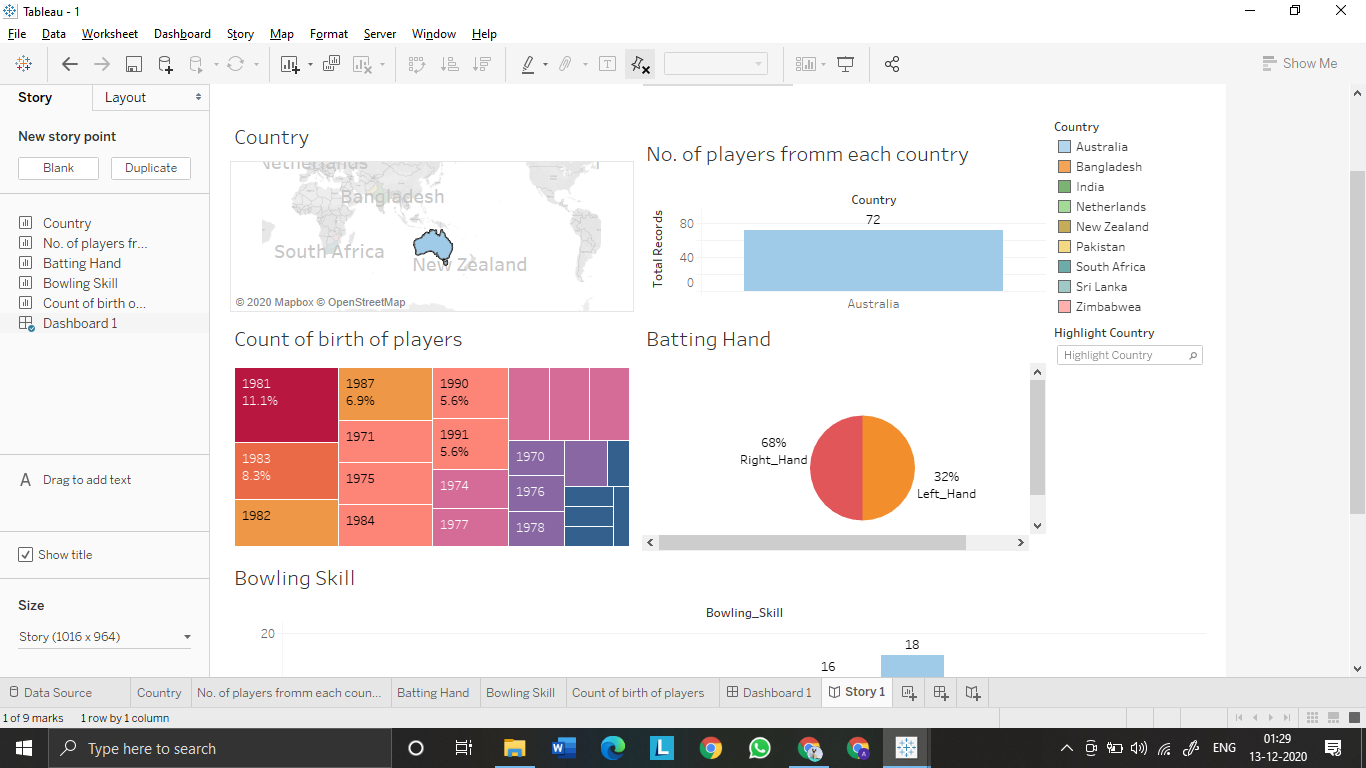 Tableau - 1
File Data Worksheet Dashboard Story Map Format Server Window Help
Show Me
Story
Layout
New story point
Blank
Duplicate
Country
No. of players fr...
Batting Hand
Bowling Skill
Count of birth o...
Dashboard 1
A Drag to add text
Show title
Size
Story (1016 x 964)
Country
Netherlands
Bangladesh
South Africa
New Zealand
© 2020 Mapbox © OpenStreetMap
No. of players fromm each country
Country
72
Total Records
80
40
0
Australia
Country
Australia
Bangladesh
India
Netherlands
New Zealand
Pakistan
South Africa
Sri Lanka
Zimbabwea
Highlight Country
Highlight Country
Count of birth of players
1981
11.1%
1983
8.3%
1982
1987
6.9%
1971
1975
1984
1990
5.6%
1991
5.6%
1974
1977
1970
1976
1978
Batting Hand
68%
Right_Hand
32%
Left_Hand
Bowling Skill
Bowling_Skill
20
16
18
Data Source
Country
No. of players fromm each coun...
Batting Hand
Bowling Skill
Count of birth of players
Dashboard 1
Story 1
1 of 9 marks 1 row by 1 column
Type here to search
ENG
01:29
13-12-2020